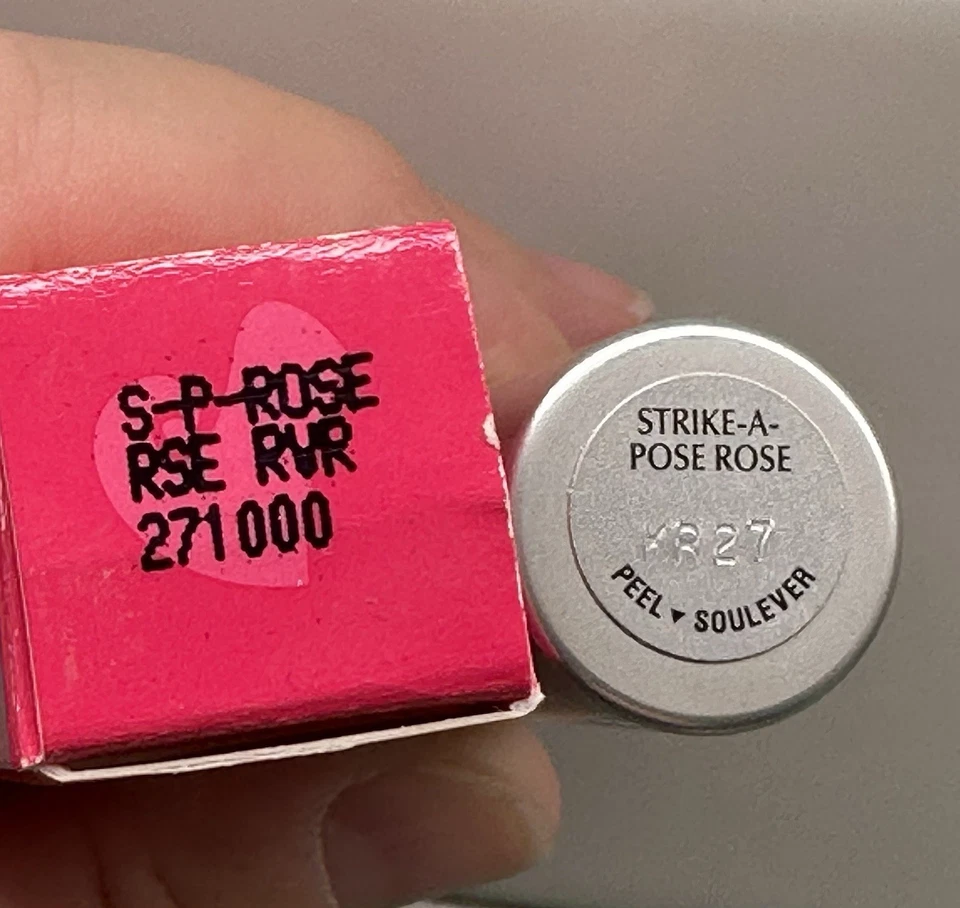 S-P-ROSE
RSE RVR
271000
STRIKE-A-
POSE ROSE
PEEL ▾ SOULEVER